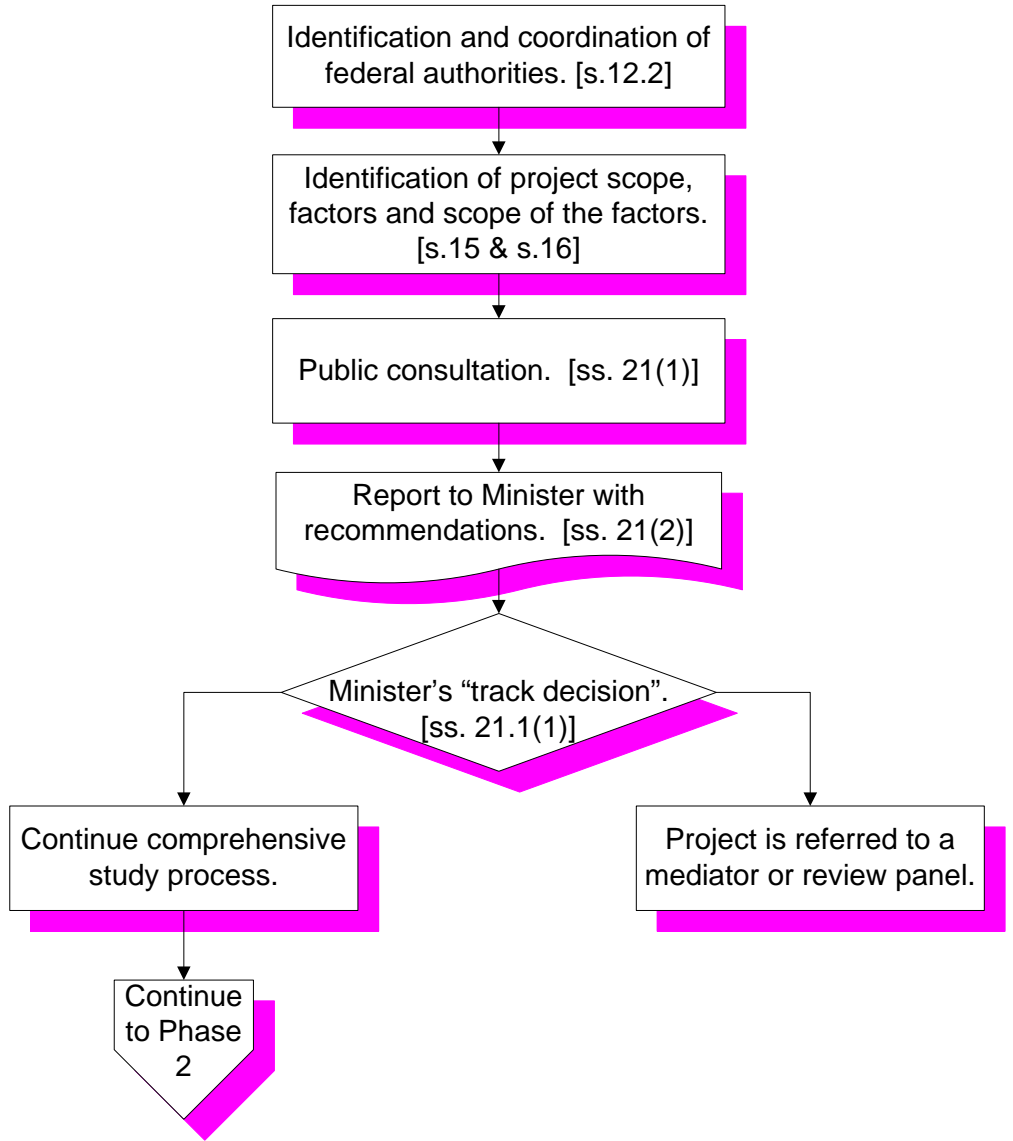 Identification and coordination of
federal authorities. [s.12.2]
Identification of project scope,
factors and scope of the factors.
[s.15 & s.16]
Public consultation.  [ss. 21(1)]
Report to Minister with
recommendations.  [ss. 21(2)]
Minister’s “track decision”.
[ss. 21.1(1)]
Continue comprehensive
study process.
Project is referred to a
mediator or review panel.
Continue
to Phase
2